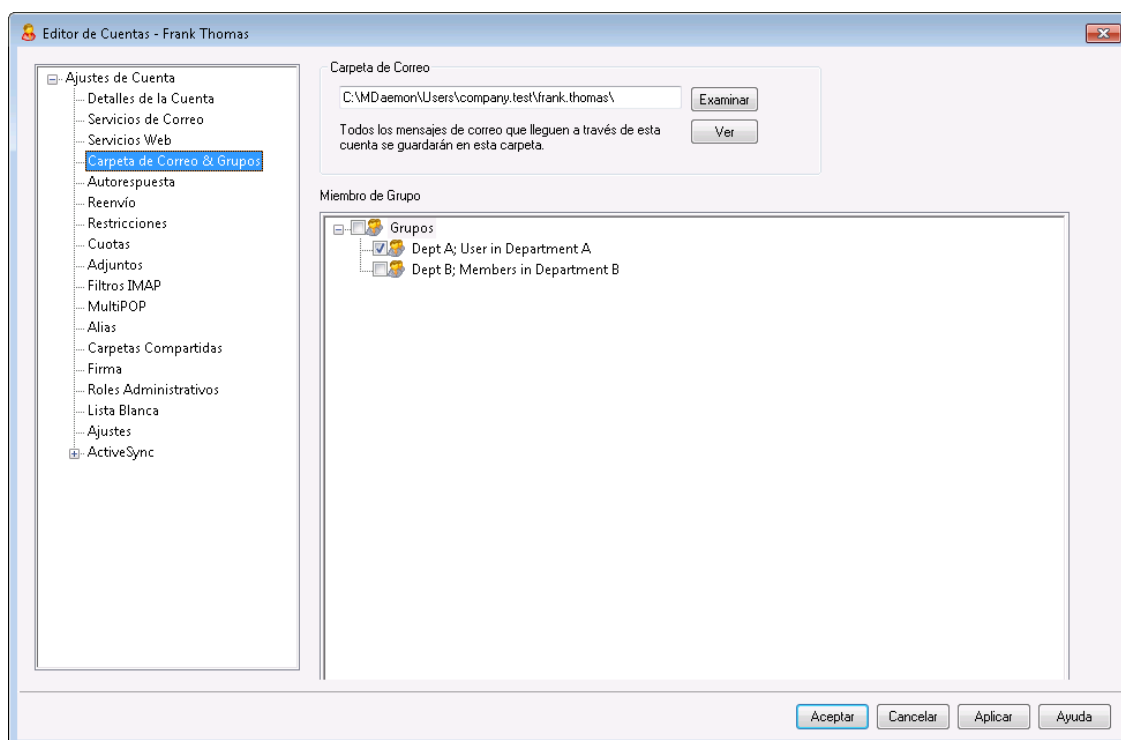 Editor de Cuentas - Frank Thomas
Ajustes de Cuenta
Detalles de la Cuenta
Servicios de Correo
Servicios Web
Carpeta de Correo & Grupos
Autorespuesta
Reenvío
Restricciones
Cuotas
Adjuntos
Filtros IMAP
MultiPOP
Alias
Carpetas Compartidas
Firma
Roles Administrativos
Lista Blanca
Ajustes
ActiveSync
Carpeta de Correo
C:\MDaemon\Users\company.test\frank.thomas\
Examinar
Todos los mensajes de correo que lleguen a través de esta
cuenta se guardarán en esta carpeta.
Ver
Miembro de Grupo
Grupos
Dept A; User in Department A
Dept B; Members in Department B
Aceptar
Cancelar
Aplicar
Ayuda